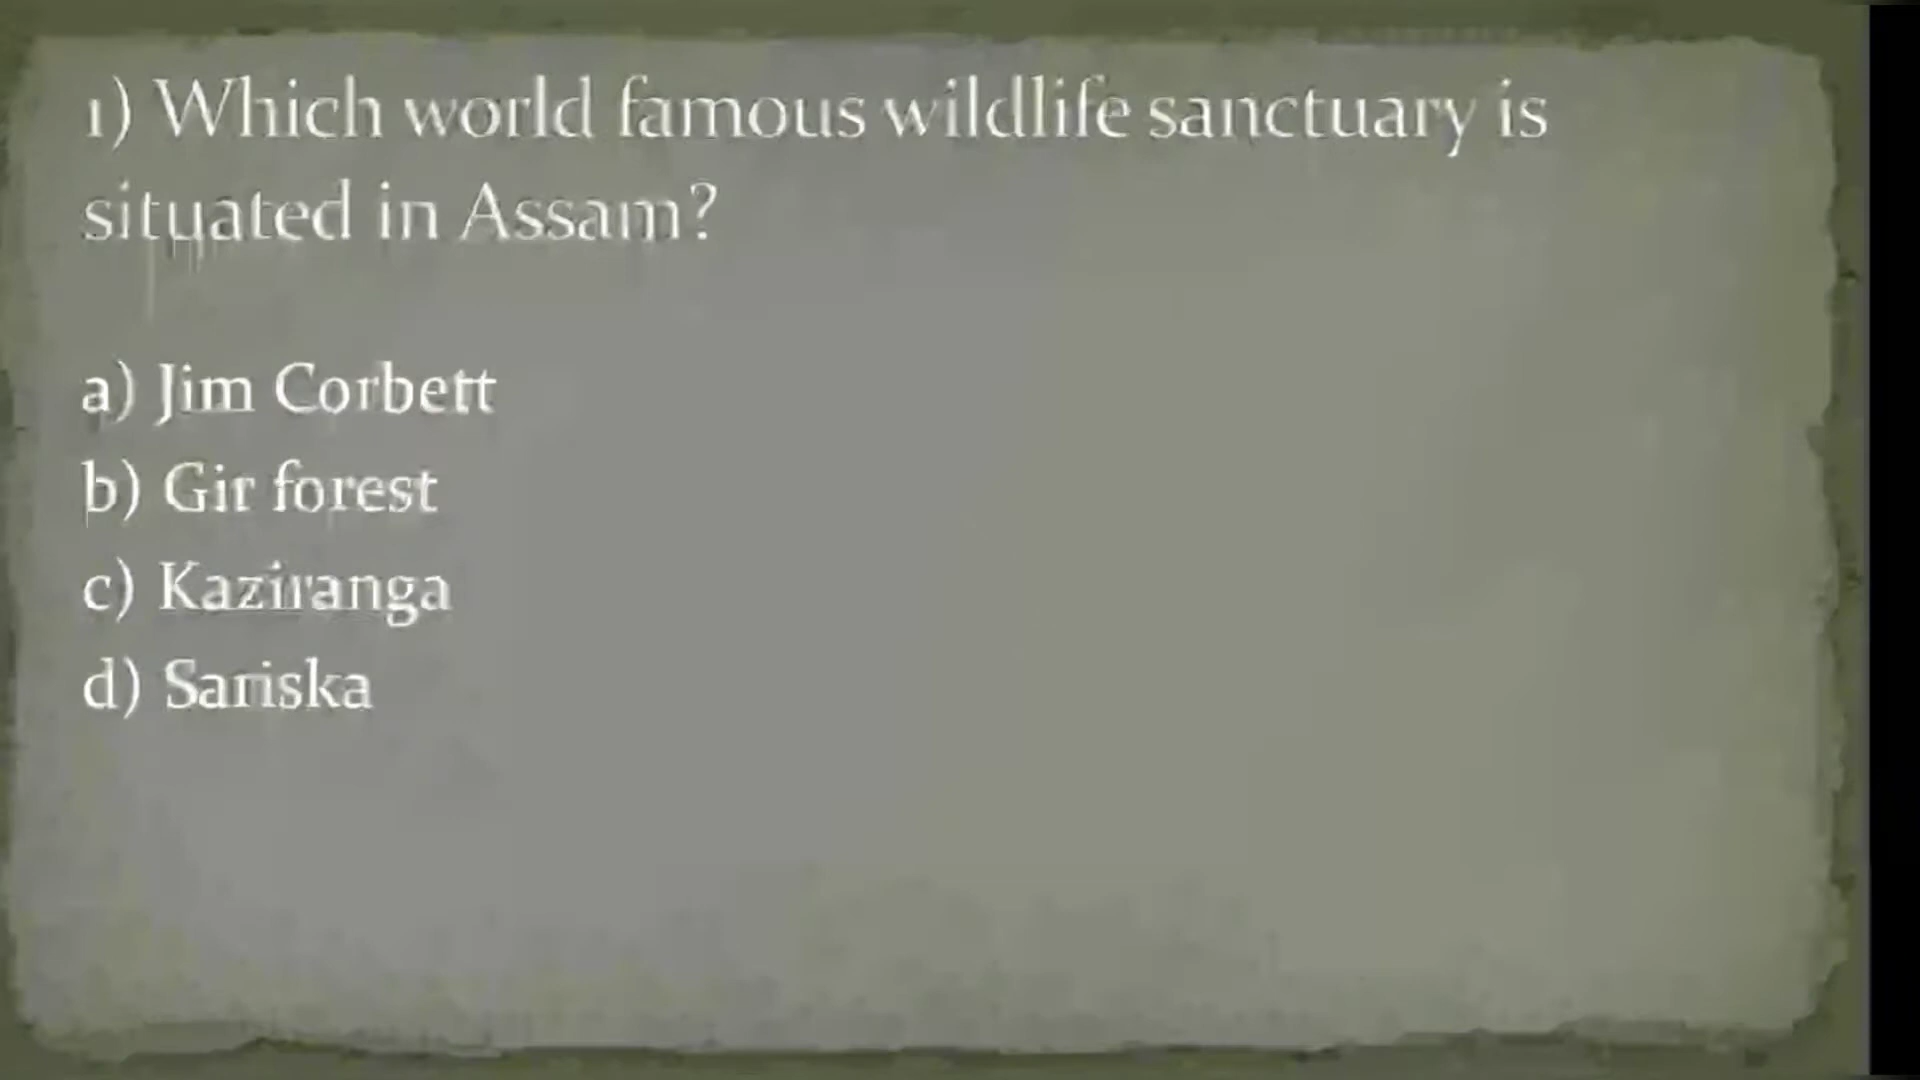 1) Which world famous wildlife sanctuary is
situated in Assam?
a) Jim Corbett
b) Gir forest
c) Kaziranga
d) Sariska